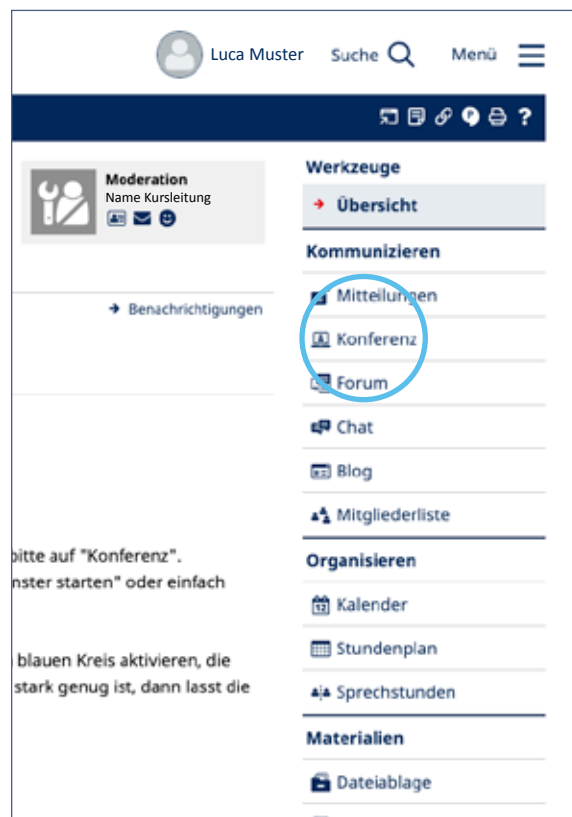 Luca Muster Suche Menü
?
Moderation
Name Kursleitung
Benachrichtigungen
bitte auf "Konferenz".
nster starten" oder einfach
blauen Kreis aktivieren, die
stark genug ist, dann lasst die
Werkzeuge
Übersicht
Kommunizieren
Mitteilungen
Konferenz
Forum
Chat
Blog
Mitgliederliste
Organisieren
12 Kalender
Stundenplan
Sprechstunden
Materialien
Dateiablage